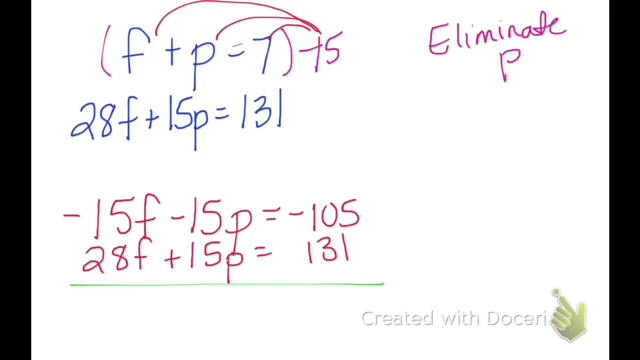 (f + p = 7) -15
Eliminate
p
28f + 15p = 131
-15f - 15p = -105
28f + 15p = 131
Created with Doceri